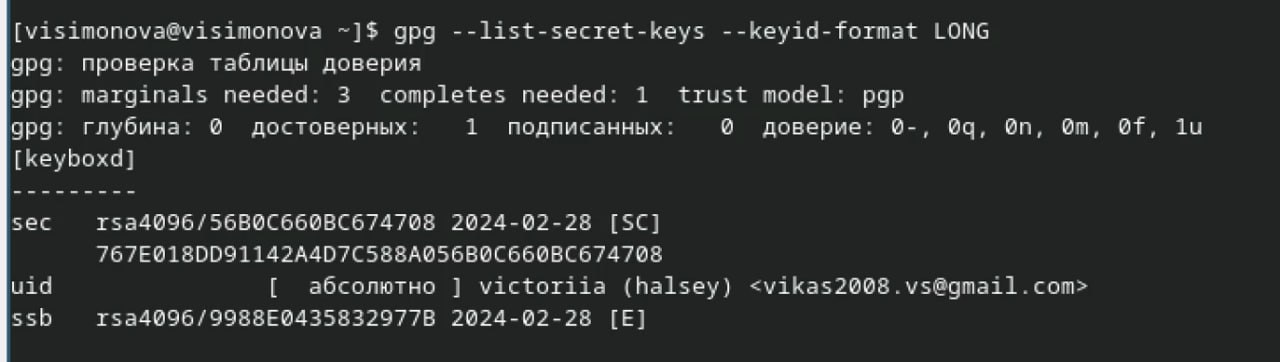 [visimonova@visimonova ~]$ gpg --list-secret-keys --keyid-format LONG
gpg: проверка таблицы доверия
gpg: marginals needed: 3  completes needed: 1  trust model: pgp
gpg: глубина: 0  достоверных:   1  подписанных:   0  доверие: 0-, 0q, 0n, 0m, 0f, 1u
[keyboxd]
---------
sec   rsa4096/56B0C660BC674708 2024-02-28 [SC]
      767E018DD91142A4D7C588A056B0C660BC674708
uid                 [  абсолютно ] victoriia (halsey) <vikas2008.vs@gmail.com>
ssb   rsa4096/9988E0435832977B 2024-02-28 [E]